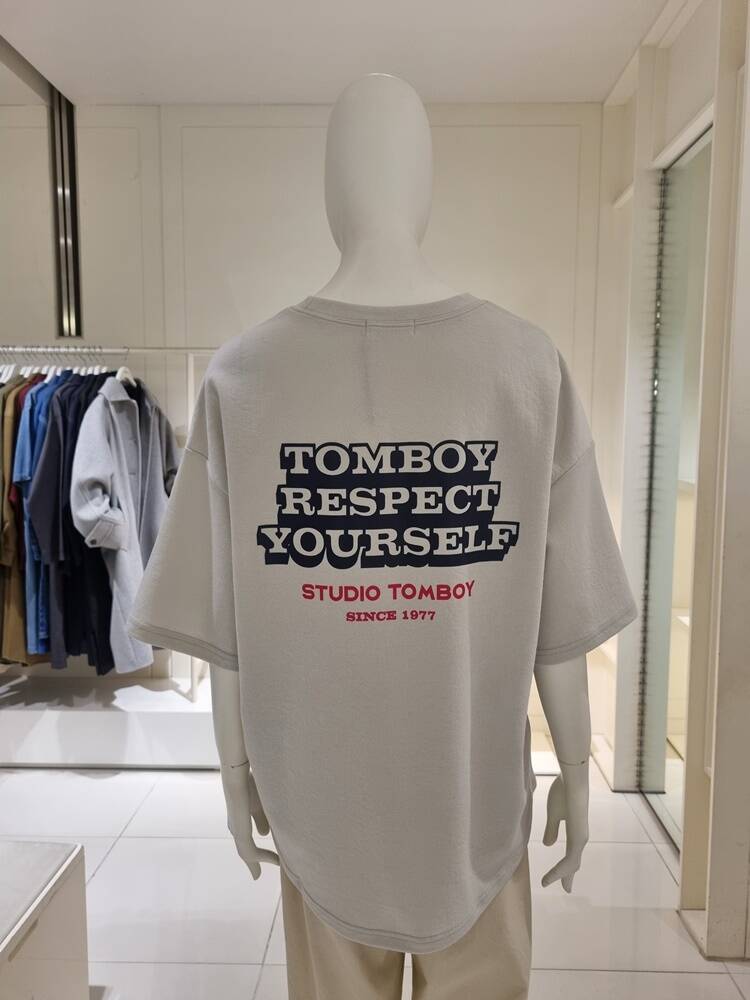 TOMBOY
RESPECT
YOURSELF
STUDIO TOMBOY
SINCE 1977